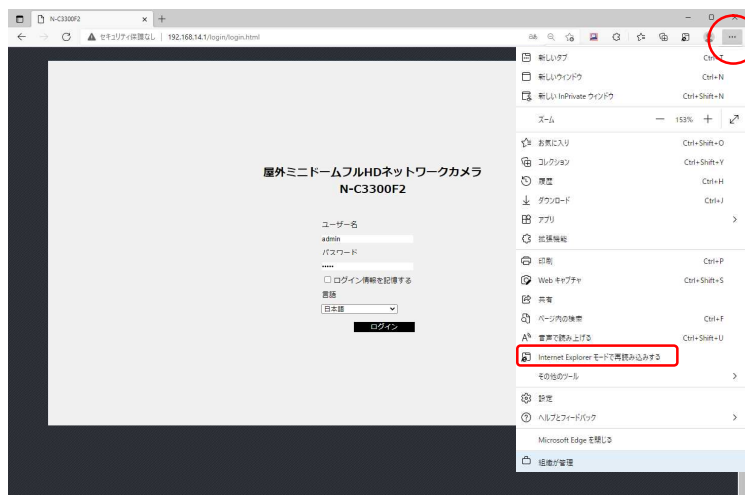 N-C3300F2
セキュリティ保護なし | 192.168.14.1/login/login.html
屋外ミニドームフルHDネットワークカメラ
N-C3300F2
ユーザー名
admin
パスワード
•••••
ログイン情報を記憶する
言語
日本語
ログイン
新しいタブ Ctrl+T
新しいウィンドウ Ctrl+N
新しい InPrivate ウィンドウ Ctrl+Shift+N
ズーム 153%
お気に入り Ctrl+Shift+O
コレクション Ctrl+Shift+Y
履歴 Ctrl+H
ダウンロード Ctrl+J
アプリ
拡張機能
印刷 Ctrl+P
Web キャプチャ Ctrl+Shift+S
共有
ページ内の検索 Ctrl+F
音声で読み上げる Ctrl+Shift+U
Internet Explorer モードで再読み込みする
その他のツール
設定
ヘルプとフィードバック
Microsoft Edge を閉じる
組織が管理